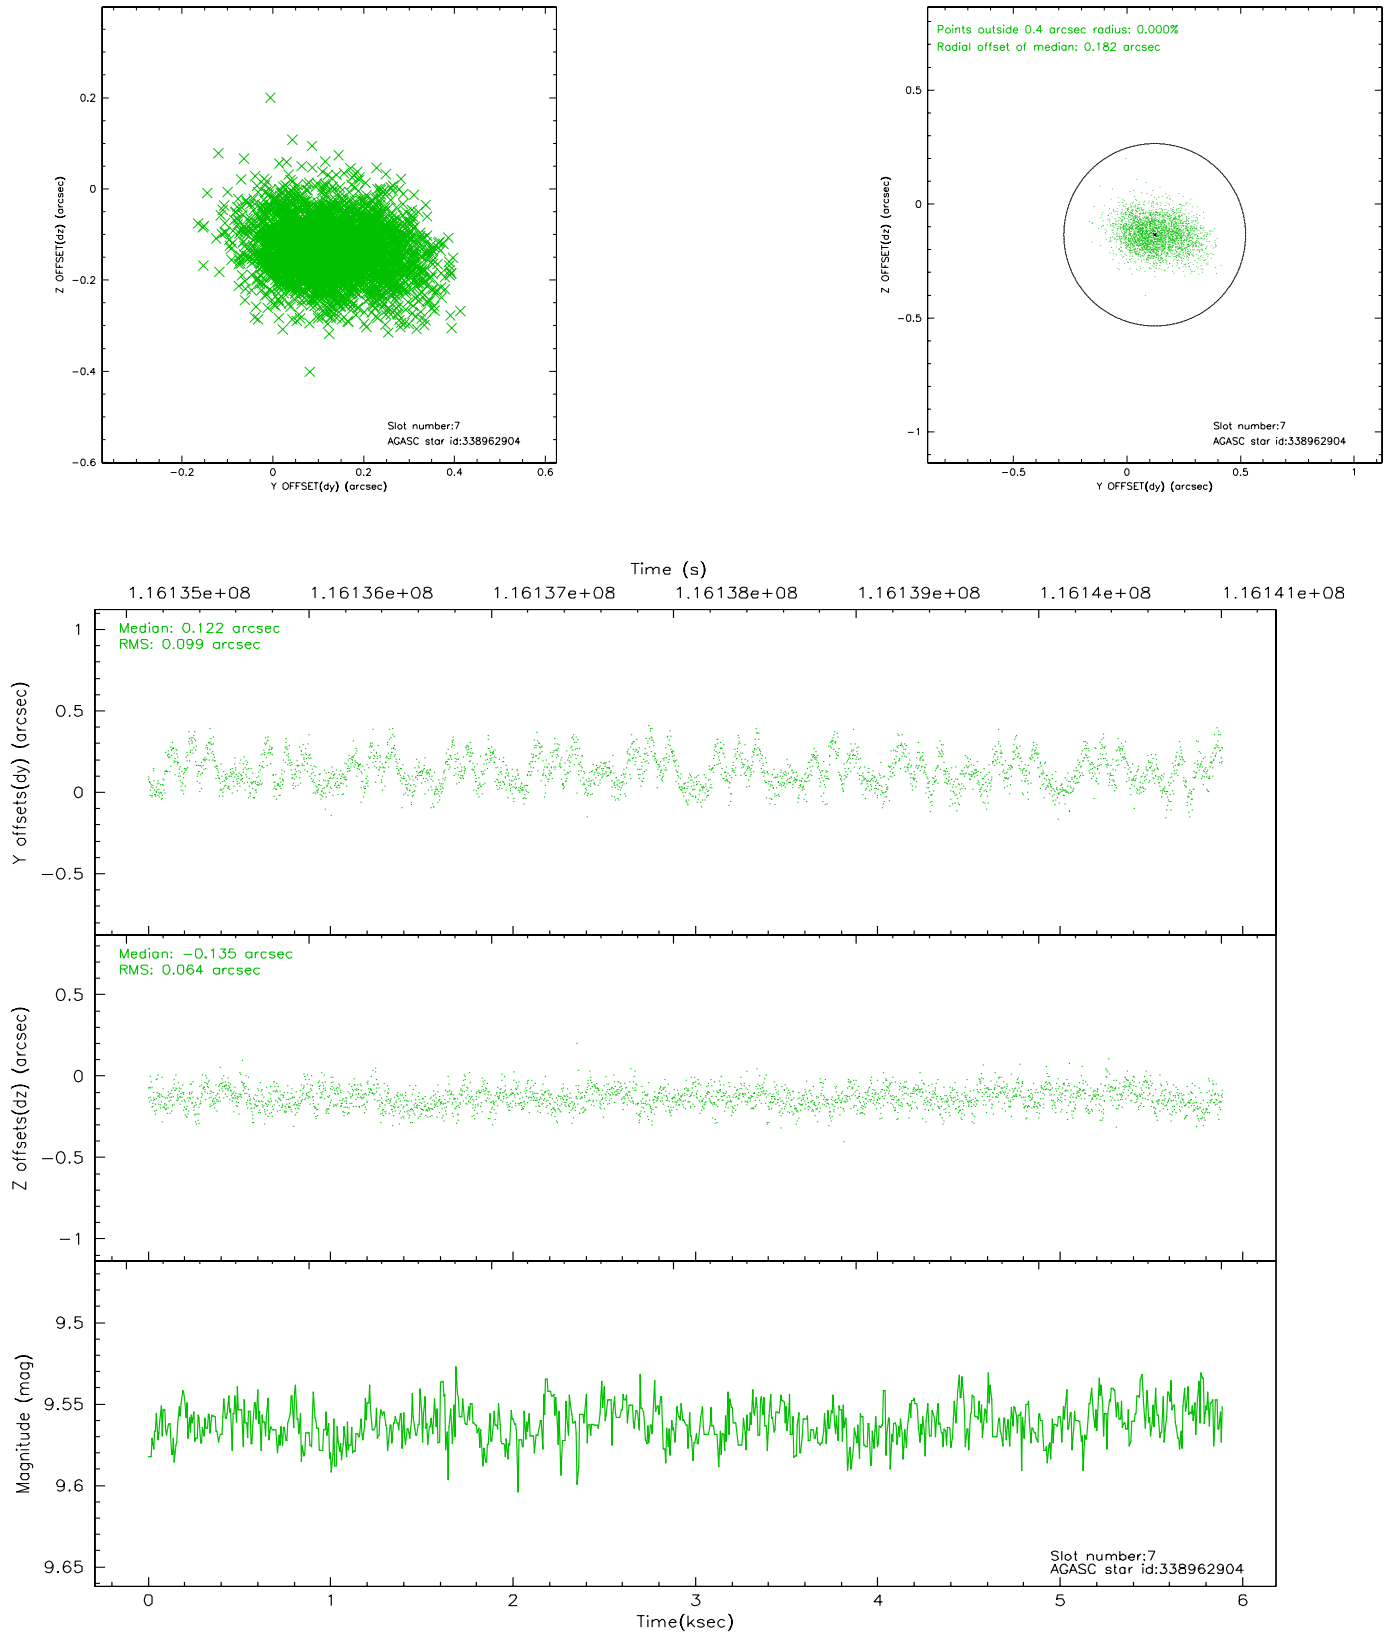 0.2
0
−0.2
−0.4
−0.6
Z OFFSET(dz) (arcsec)
Slot number:7
AGASC star id:338962904
−0.2 0 0.2 0.4 0.6
Y OFFSET(dy) (arcsec)
Points outside 0.4 arcsec radius: 0.000%
Radial offset of median: 0.182 arcsec
0.5
0
−0.5
−1
Z OFFSET(dz) (arcsec)
Slot number:7
AGASC star id:338962904
−0.5 0 0.5 1
Y OFFSET(dy) (arcsec)
Time (s)
1.16135e+08 1.16136e+08 1.16137e+08 1.16138e+08 1.16139e+08 1.1614e+08 1.16141e+08
Median: 0.122 arcsec
RMS: 0.099 arcsec
1
0.5
0
−0.5
Y offsets(dy) (arcsec)
Median: −0.135 arcsec
RMS: 0.064 arcsec
0.5
0
−0.5
−1
Z offsets(dz) (arcsec)
9.5
9.55
9.6
9.65
Magnitude (mag)
Slot number:7
AGASC star id:338962904
0 1 2 3 4 5 6
Time(ksec)